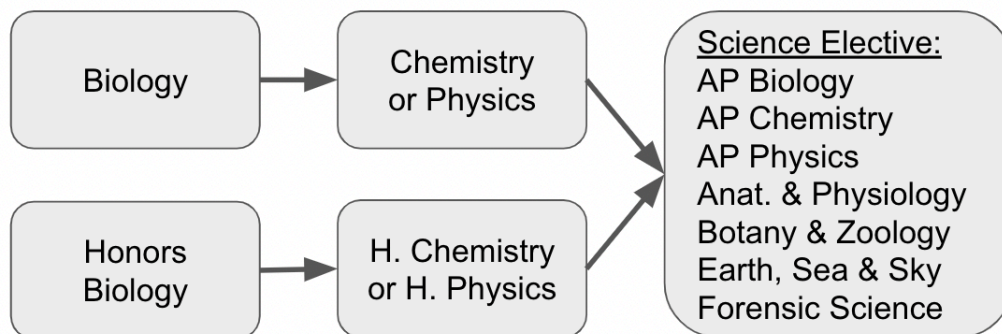 Biology
Chemistry
or Physics
Honors
Biology
H. Chemistry
or H. Physics
Science Elective:
AP Biology
AP Chemistry
AP Physics
Anat. & Physiology
Botany & Zoology
Earth, Sea & Sky
Forensic Science